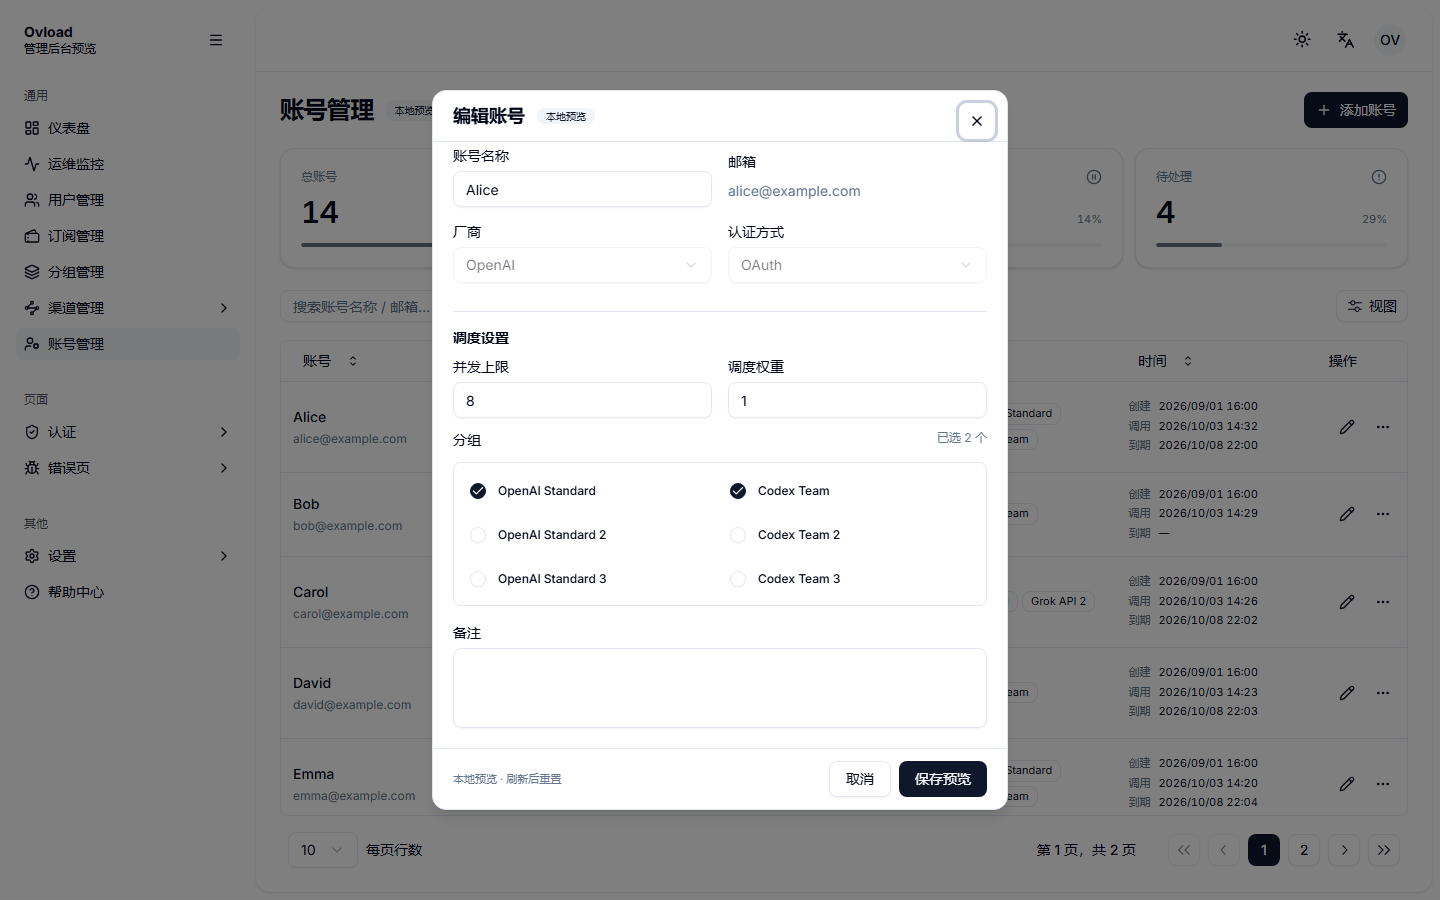 Ovload
管理后台预览
通用
仪表盘
运维监控
用户管理
订阅管理
分组管理
渠道管理
账号管理
页面
认证
错误页
其他
设置
帮助中心
OV
账号管理
本地预览
添加账号
总账号
14
14%
待处理
4
29%
搜索账号名称 / 邮箱...
视图
账号
时间
操作
Alice
alice@example.com
Standard
eam
创建 2026/09/01 16:00
调用 2026/10/03 14:32
到期 2026/10/08 22:00
Bob
bob@example.com
eam
创建 2026/09/01 16:00
调用 2026/10/03 14:29
到期 —
Carol
carol@example.com
Grok API 2
创建 2026/09/01 16:00
调用 2026/10/03 14:26
到期 2026/10/08 22:02
David
david@example.com
eam
创建 2026/09/01 16:00
调用 2026/10/03 14:23
到期 2026/10/08 22:03
Emma
emma@example.com
Standard
eam
创建 2026/09/01 16:00
调用 2026/10/03 14:20
到期 2026/10/08 22:04
10
每页行数
第 1 页，共 2 页
1
2
编辑账号
本地预览
账号名称
Alice
邮箱
alice@example.com
厂商
OpenAI
认证方式
OAuth
调度设置
并发上限
8
调度权重
1
分组
已选 2 个
OpenAI Standard
Codex Team
OpenAI Standard 2
Codex Team 2
OpenAI Standard 3
Codex Team 3
备注
本地预览 · 刷新后重置
取消
保存预览